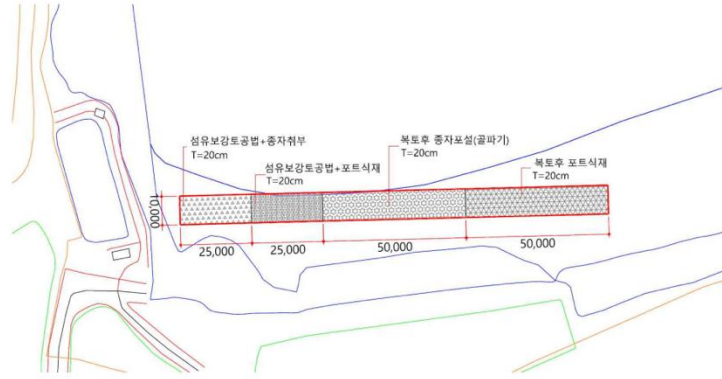 섬유보강토공법+종자취부
T=20cm
섬유보강토공법+포트식재
T=20cm
복토후 종자포설(골파기)
T=20cm
복토후 포트식재
T=20cm
10,000
25,000
25,000
50,000
50,000